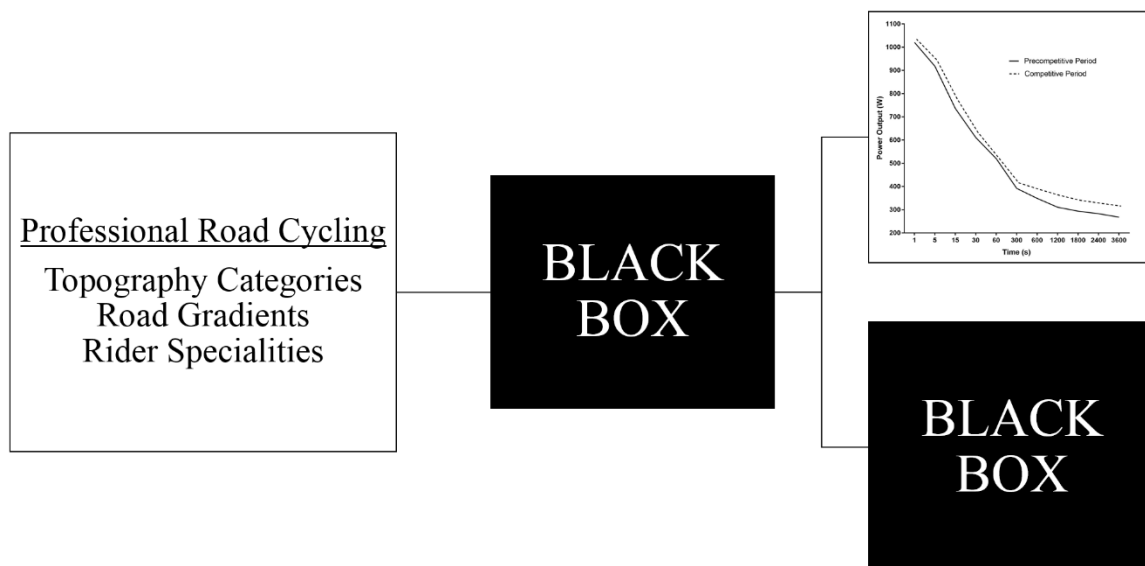 Professional Road Cycling
Topography Categories
Road Gradients
Rider Specialities
BLACK
BOX
1100
1000
900
800
700
600
500
400
300
200
Power Output (W)
Precompetitive Period
Competitive Period
1 5 15 30 60 300 600 1200 1800 2400 3600
Time (s)
BLACK
BOX